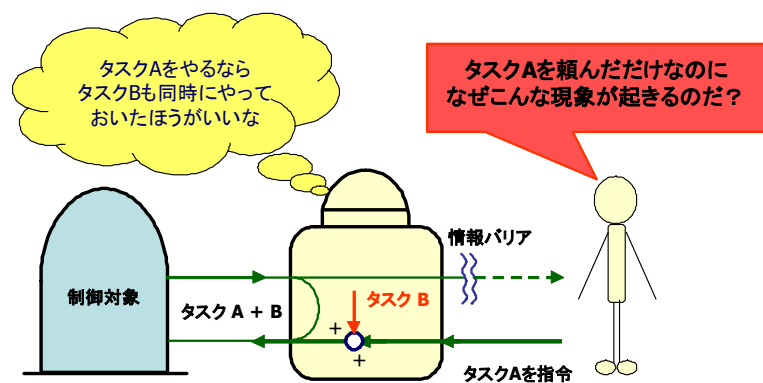 タスクAをやるなら
タスクBも同時にやって
おいたほうがいいな
タスクAを頼んだだけなのに
なぜこんな現象が起きるのだ？
情報バリア
制御対象
タスク A + B
タスク B
+
+
タスクAを指令